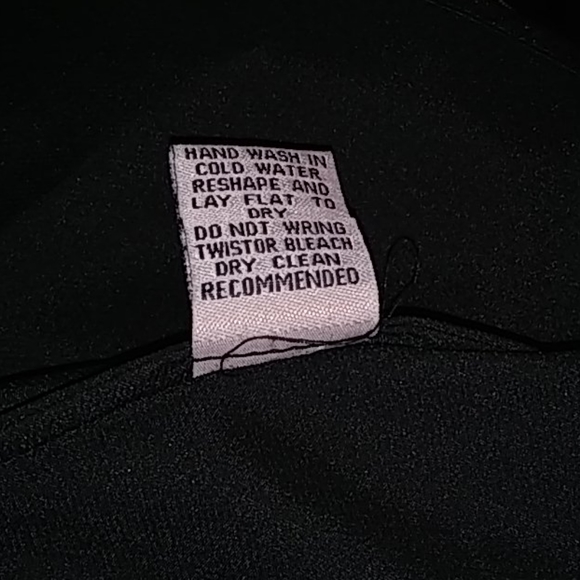 HAND WASH IN
COLD WATER
RESHAPE AND
LAY FLAT TO
DRY
DO NOT WRING
TWISTOR BLEACH
DRY CLEAN
RECOMMENDED